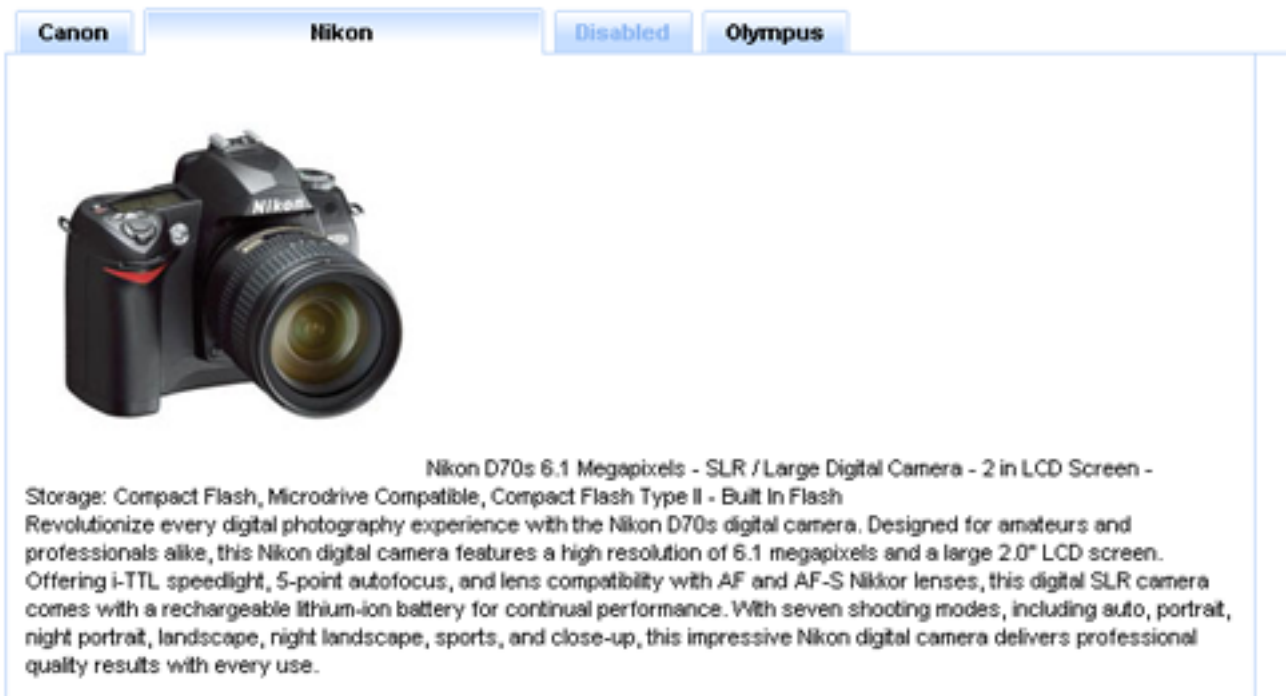 Canon
Nikon
Disabled
Olympus
Nikon
Nikon D70s 6.1 Megapixels - SLR / Large Digital Camera - 2 in LCD Screen -
Storage: Compact Flash, Microdrive Compatible, Compact Flash Type II - Built In Flash
Revolutionize every digital photography experience with the Nikon D70s digital camera. Designed for amateurs and
professionals alike, this Nikon digital camera features a high resolution of 6.1 megapixels and a large 2.0" LCD screen.
Offering i-TTL speedlight, 5-point autofocus, and lens compatibility with AF and AF-S Nikkor lenses, this digital SLR camera
comes with a rechargeable lithium-ion battery for continual performance. With seven shooting modes, including auto, portrait,
night portrait, landscape, night landscape, sports, and close-up, this impressive Nikon digital camera delivers professional
quality results with every use.